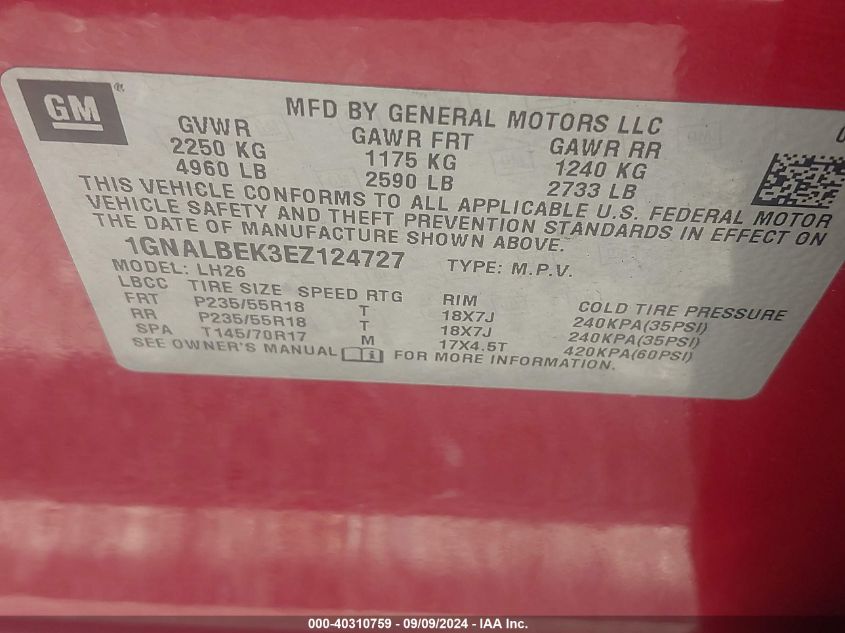 GM
MFD BY GENERAL MOTORS LLC
GVWR GAWR FRT GAWR RR
2250 KG 1175 KG 1240 KG
4960 LB 2590 LB 2733 LB
THIS VEHICLE CONFORMS TO ALL APPLICABLE U.S. FEDERAL MOTOR
VEHICLE SAFETY AND THEFT PREVENTION STANDARDS IN EFFECT ON
THE DATE OF MANUFACTURE SHOWN ABOVE.
1GNALBEK3EZ124727 TYPE: M.P.V.
MODEL: LH26
LBCC TIRE SIZE SPEED RTG RIM COLD TIRE PRESSURE
FRT P235/55R18 T 18X7J 240KPA(35PSI)
RR P235/55R18 T 18X7J 240KPA(35PSI)
SPA T145/70R17 M 17X4.5T 420KPA(60PSI)
SEE OWNER'S MANUAL FOR MORE INFORMATION.
000-40310759 - 09/09/2024 - IAA Inc.